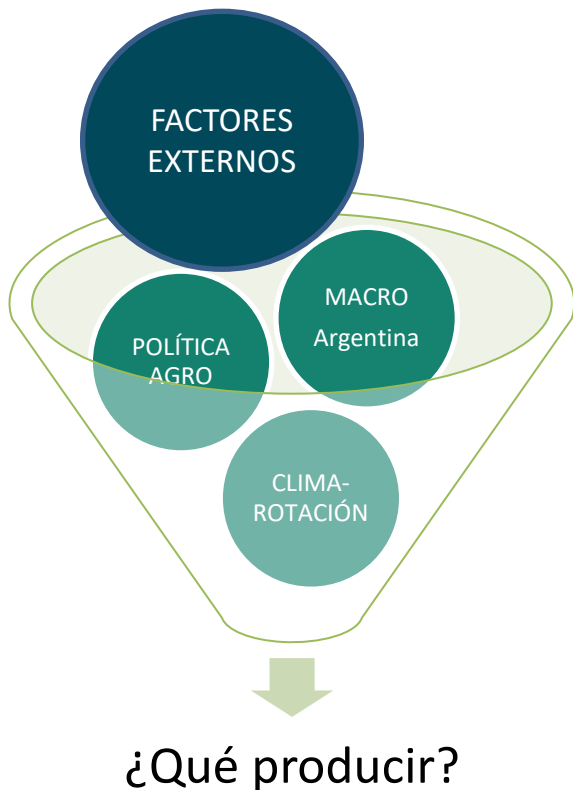 FACTORES
EXTERNOS
MACRO
Argentina
POLÍTICA
AGRO
CLIMA-
ROTACIÓN
¿Qué producir?